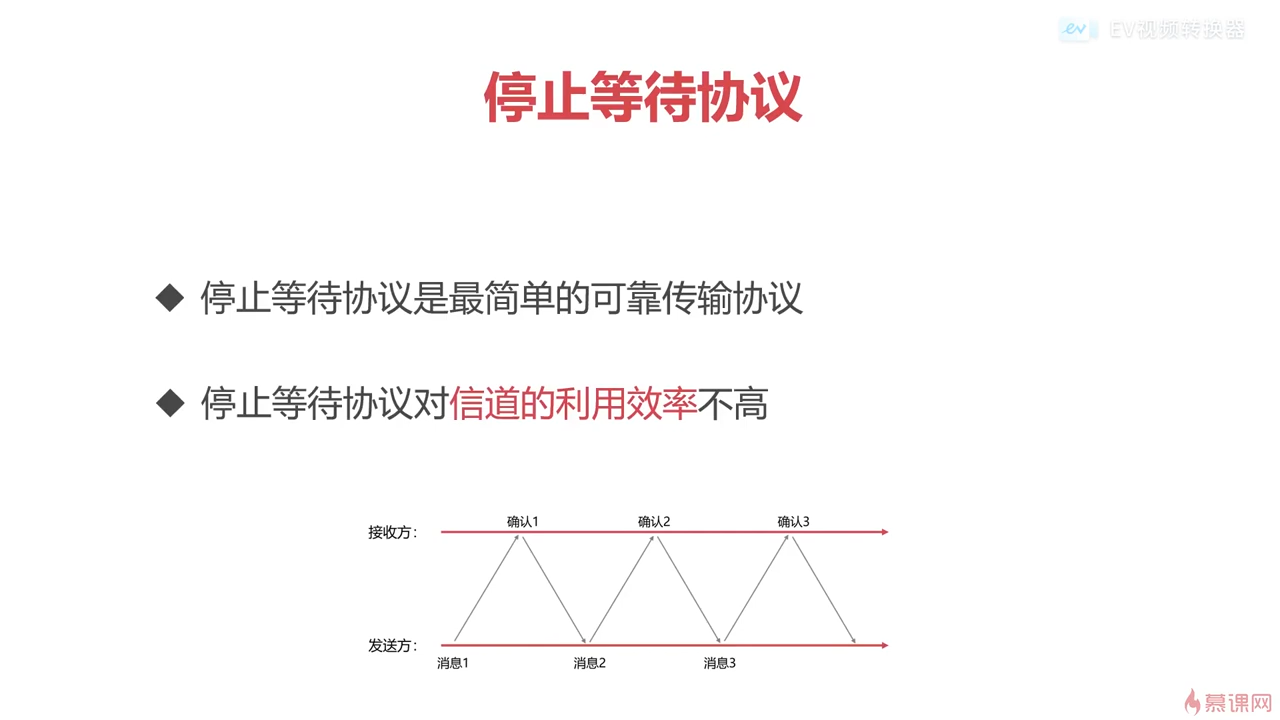 ev EV视频转换器
停止等待协议
◆ 停止等待协议是最简单的可靠传输协议
◆ 停止等待协议对信道的利用效率不高
确认1 确认2 确认3
接收方：
发送方：
消息1 消息2 消息3
慕课网